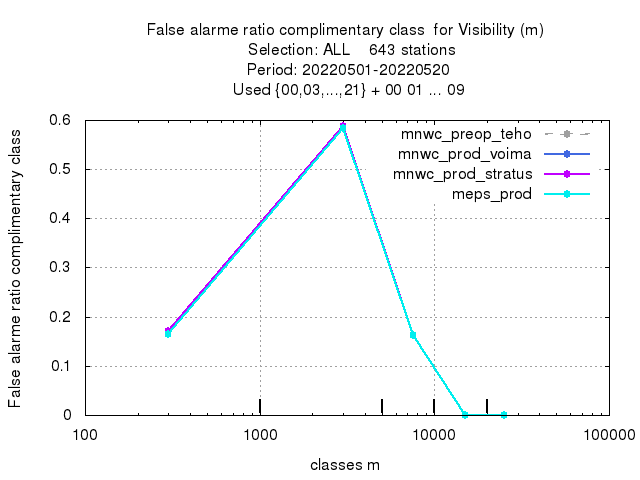 False alarme ratio complimentary class  for Visibility (m)
Selection: ALL    643 stations
Period: 20220501-20220520
Used {00,03,...,21} + 00 01 ... 09
False alarme ratio complimentary class
0.6
0.5
0.4
0.3
0.2
0.1
0
mnwc_preop_teho
mnwc_prod_voima
mnwc_prod_stratus
meps_prod
100 1000 10000 100000
classes m